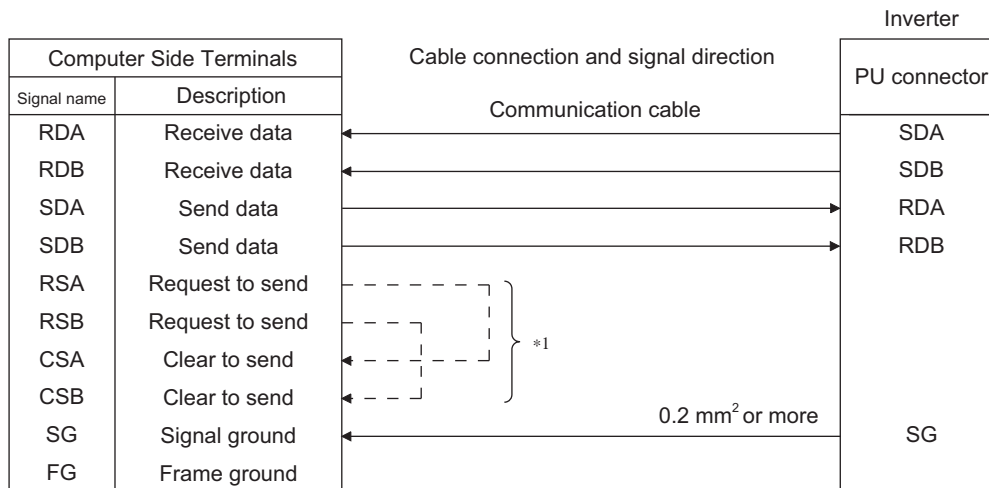 Inverter
Computer Side Terminals
Cable connection and signal direction
PU connector
Signal name
Description
Communication cable
RDA Receive data SDA
RDB Receive data SDB
SDA Send data RDA
SDB Send data RDB
RSA Request to send
RSB Request to send
*1
CSA Clear to send
CSB Clear to send
0.2 mm² or more
SG Signal ground SG
FG Frame ground